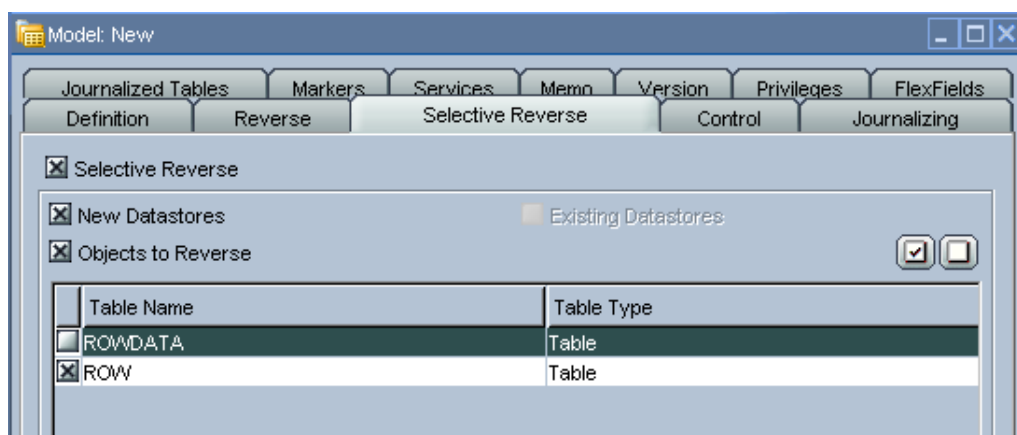 Model: New
Journalized Tables Markers Services Memo Version Privileges FlexFields
Definition Reverse Selective Reverse Control Journalizing
Selective Reverse
New Datastores Existing Datastores
Objects to Reverse
Table Name Table Type
ROWDATA Table
ROW Table